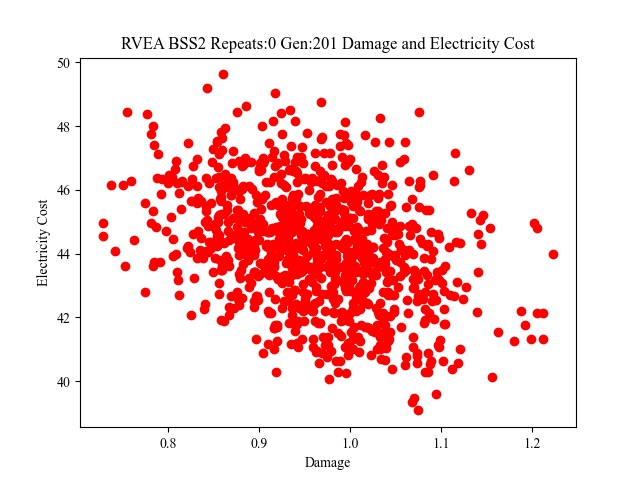 RVEA BSS2 Repeats:0 Gen:201 Damage and Electricity Cost
50
48
46
44
42
40
Electricity Cost
0.8 0.9 1.0 1.1 1.2
Damage